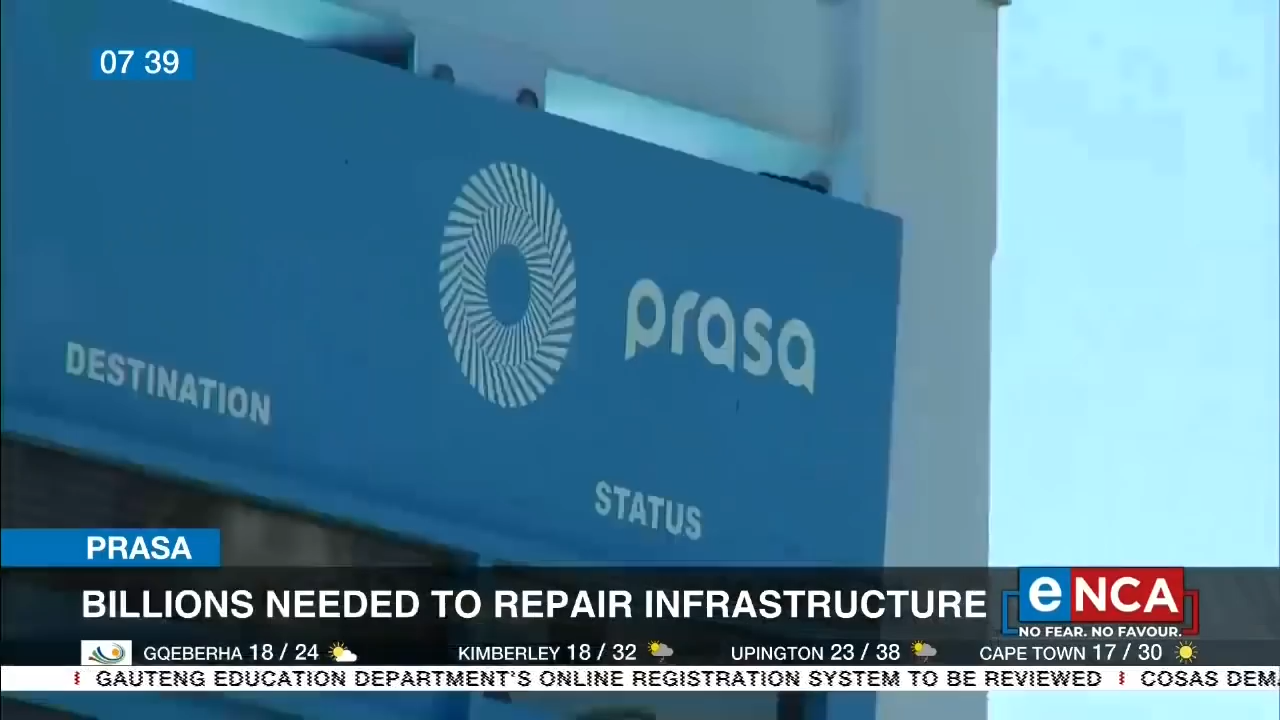 07 39
prasa
DESTINATION
STATUS
PRASA
BILLIONS NEEDED TO REPAIR INFRASTRUCTURE
eNCA
NO FEAR. NO FAVOUR.
GQEBERHA 18 / 24 KIMBERLEY 18 / 32 UPINGTON 23 / 38 CAPE TOWN 17 / 30
GAUTENG EDUCATION DEPARTMENT'S ONLINE REGISTRATION SYSTEM TO BE REVIEWED COSAS DEM